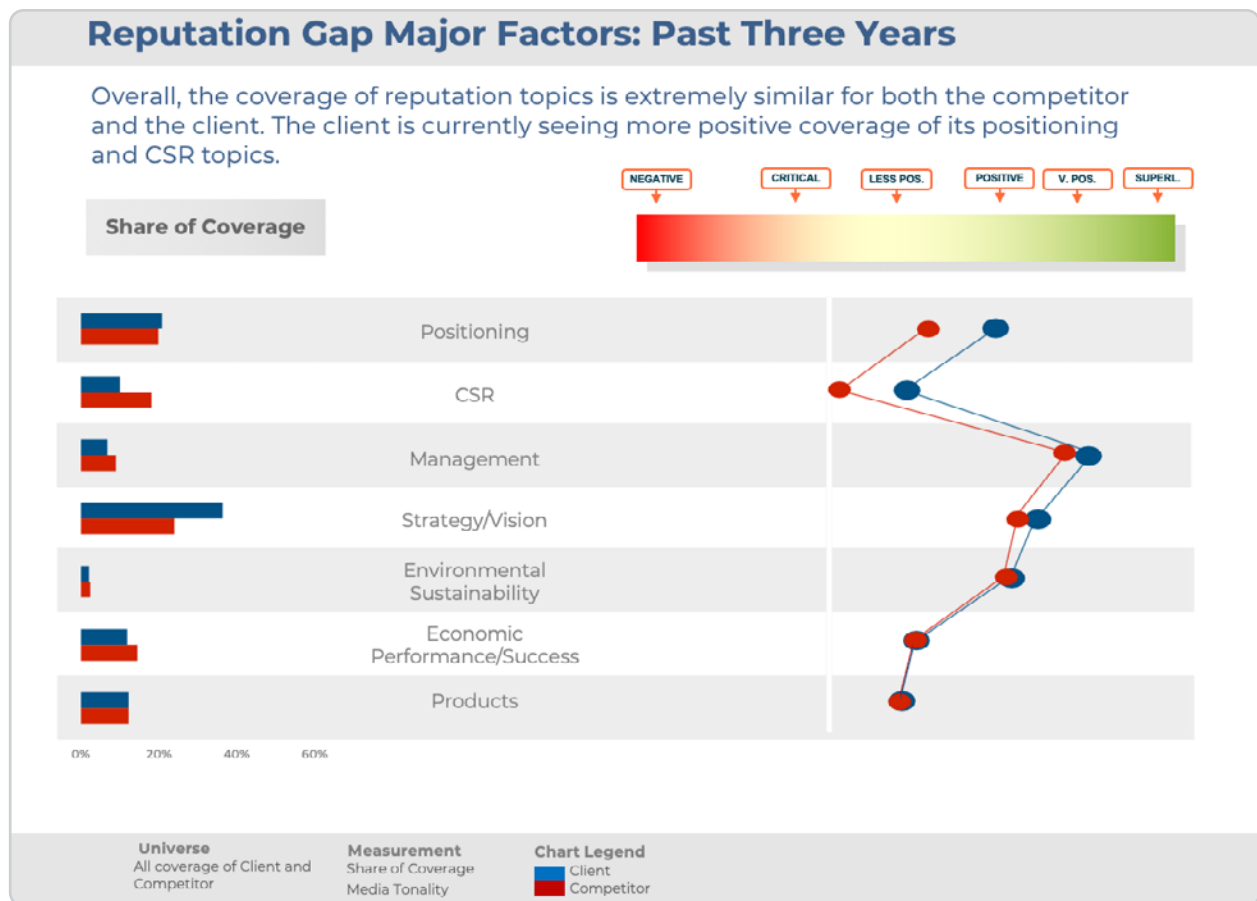 Reputation Gap Major Factors: Past Three Years
Overall, the coverage of reputation topics is extremely similar for both the competitor
and the client. The client is currently seeing more positive coverage of its positioning
and CSR topics.
NEGATIVE
CRITICAL
LESS POS.
POSITIVE
V. POS.
SUPERL.
Share of Coverage
Positioning
CSR
Management
Strategy/Vision
Environmental
Sustainability
Economic
Performance/Success
Products
0%
20%
40%
60%
Universe
All coverage of Client and
Competitor
Measurement
Share of Coverage
Media Tonality
Chart Legend
Client
Competitor